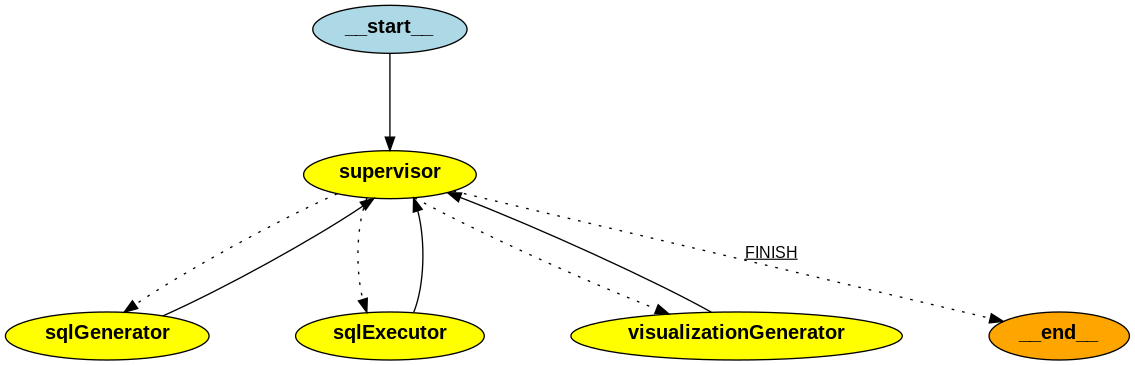 __start__
supervisor
FINISH
sqlGenerator
sqlExecutor
visualizationGenerator
__end__